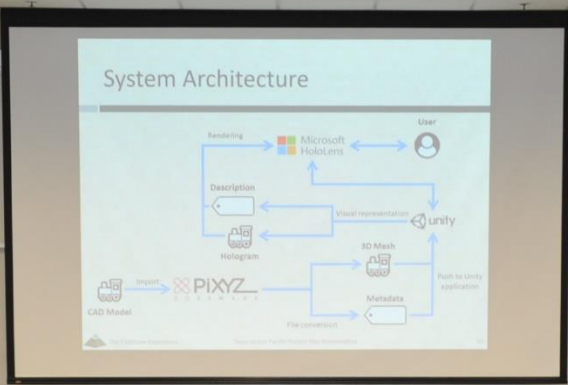 System Architecture
User
Rendering
Microsoft
HoloLens
Description
Visual representation
unity
Hologram
3D Mesh
Import
PiXYZ
SOFTWARE
Push to Unity
application
CAD Model
Metadata
File conversion